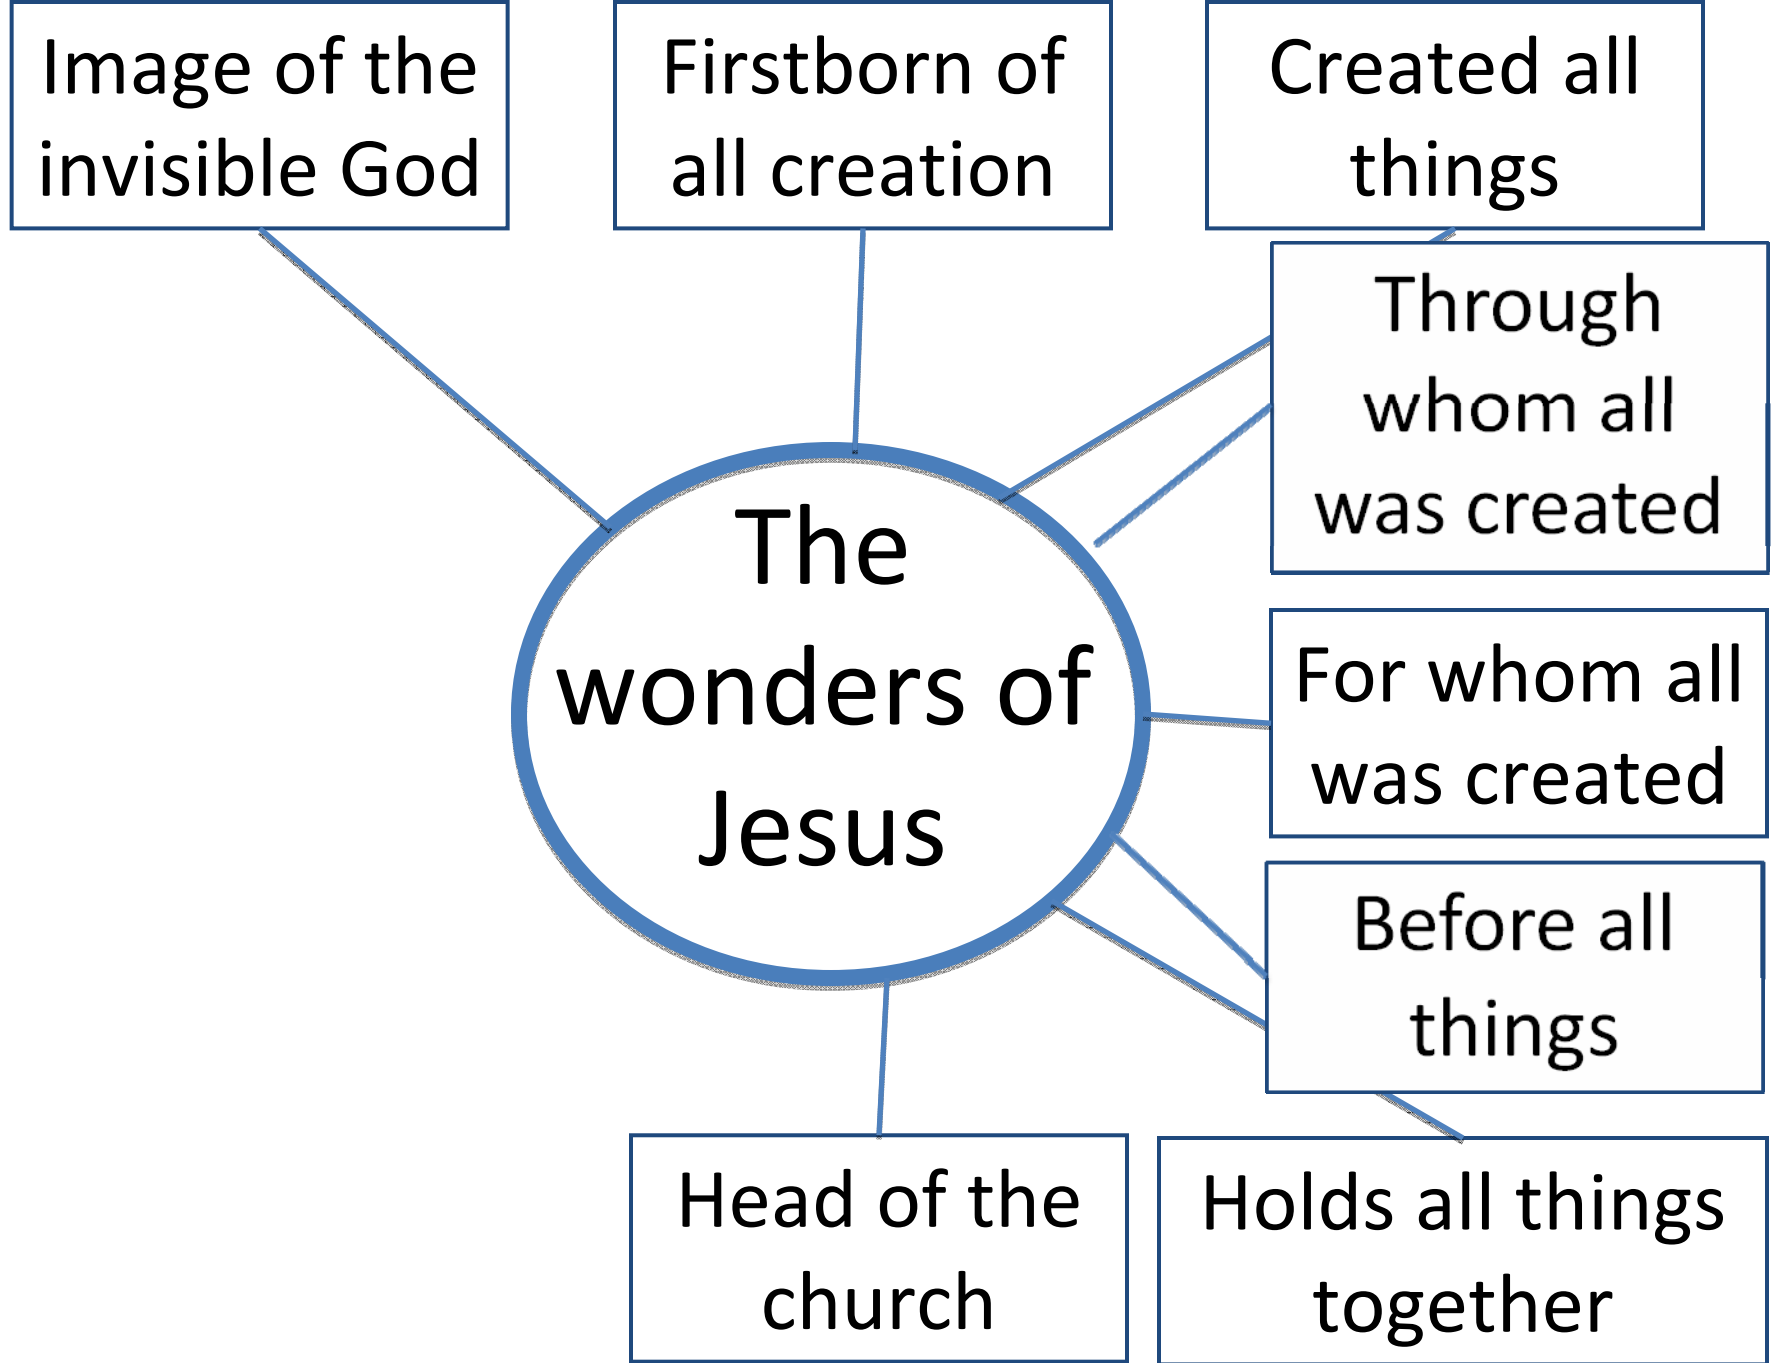 Image of the
invisible God
Firstborn of
all creation
Created all
things
Through
whom all
was created
The
wonders of
Jesus
For whom all
was created
Before all
things
Head of the
church
Holds all things
together